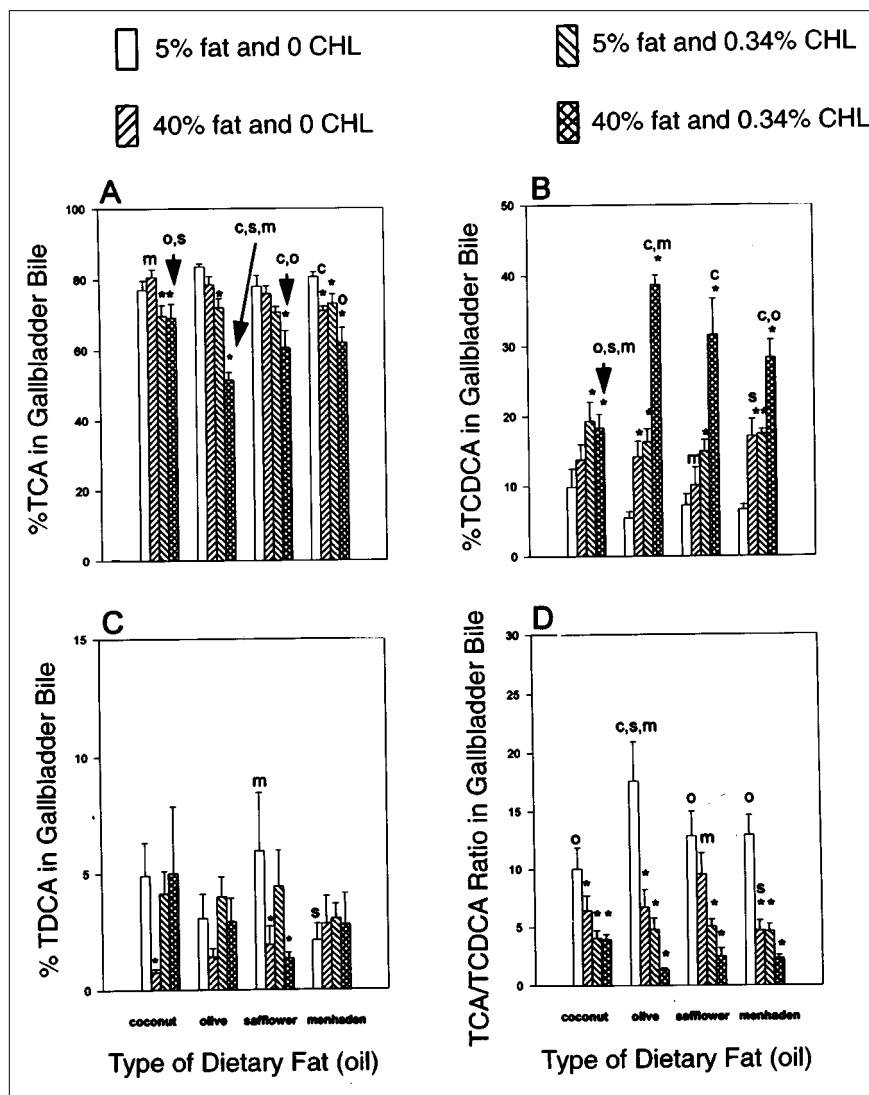 5% fat and 0 CHL
5% fat and 0.34% CHL
40% fat and 0 CHL
40% fat and 0.34% CHL
A
%TCA in Gallbladder Bile
100
80
60
40
20
0
m
o,s
**
*
c,s,m
*
c,o
*
c
*
*
o
*
B
%TCDCA in Gallbladder Bile
50
40
30
20
10
0
*
o,s,m
*
*
*
c,m
*
m
*
c
*
s
*
**
c,o
*
C
% TDCA in Gallbladder Bile
15
10
5
0
*
m
*
*
s
coconut
olive
safflower
menhaden
Type of Dietary Fat (oil)
D
TCA/TCDCA Ratio in Gallbladder Bile
30
25
20
15
10
5
0
o
*
*
*
c,s,m
*
*
*
o
m
*
*
o
s
**
*
*
coconut
olive
safflower
menhaden
Type of Dietary Fat (oil)